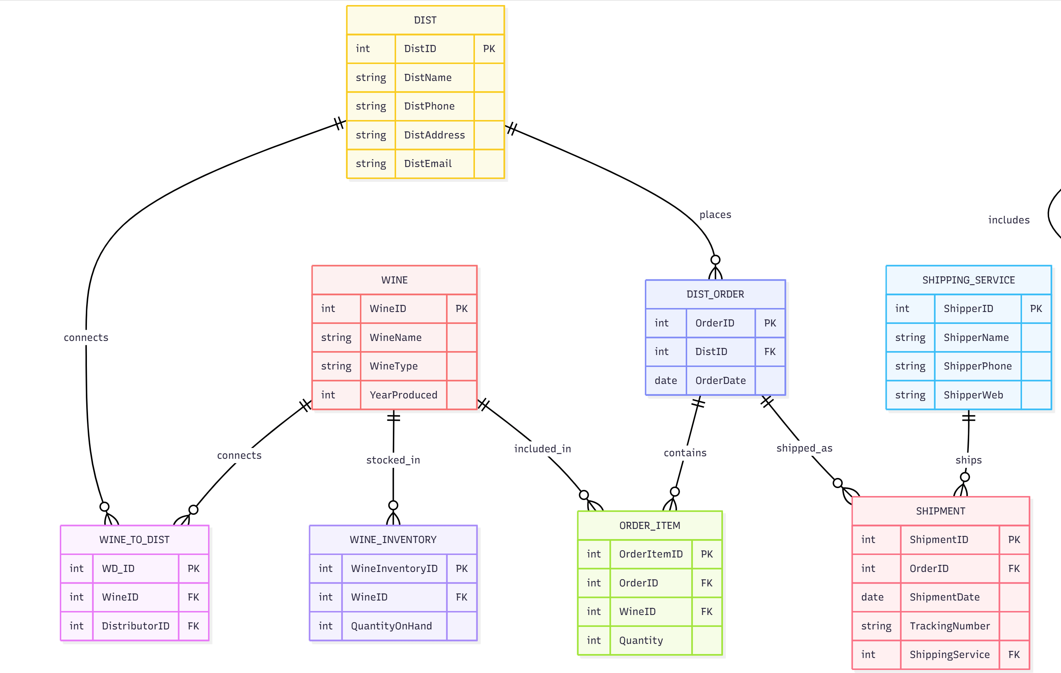 DIST
int DistID PK
string DistName
string DistPhone
string DistAddress
string DistEmail
places
includes
WINE
int WineID PK
string WineName
string WineType
int YearProduced
DIST_ORDER
int OrderID PK
int DistID FK
date OrderDate
SHIPPING_SERVICE
int ShipperID PK
string ShipperName
string ShipperPhone
string ShipperWeb
connects
connects
stocked_in
included_in
contains
shipped_as
ships
WINE_TO_DIST
int WD_ID PK
int WineID FK
int DistributorID FK
WINE_INVENTORY
int WineInventoryID PK
int WineID FK
int QuantityOnHand
ORDER_ITEM
int OrderItemID PK
int OrderID FK
int WineID FK
int Quantity
SHIPMENT
int ShipmentID PK
int OrderID FK
date ShipmentDate
string TrackingNumber
int ShippingService FK